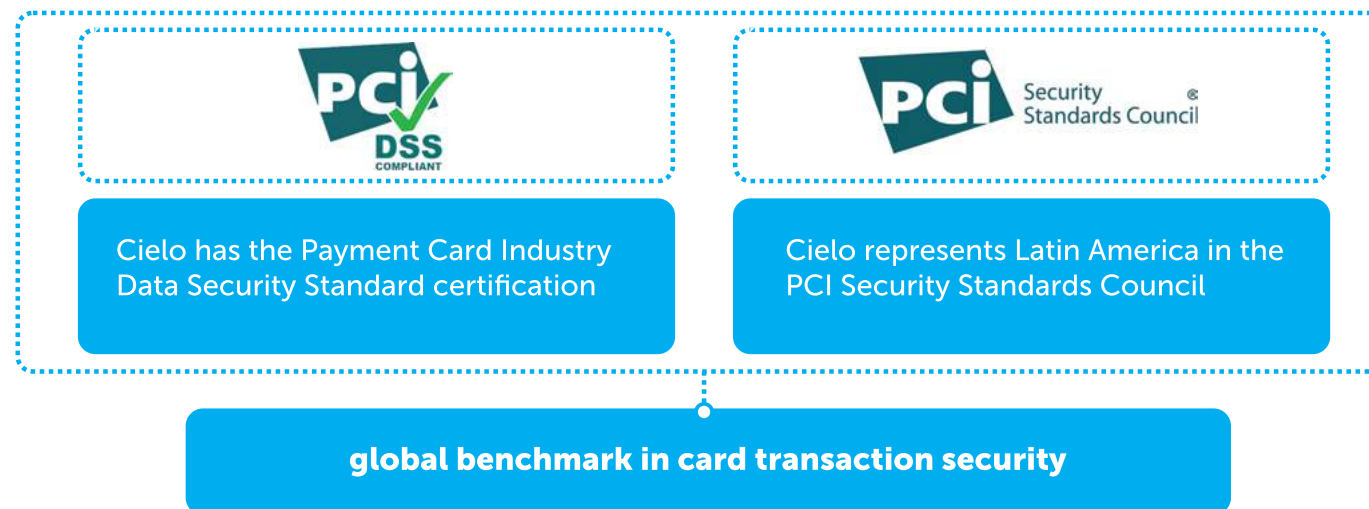 PCi
DSS
COMPLIANT
PCi Security ®
Standards Council
Cielo has the Payment Card Industry
Data Security Standard certification
Cielo represents Latin America in the
PCI Security Standards Council
global benchmark in card transaction security